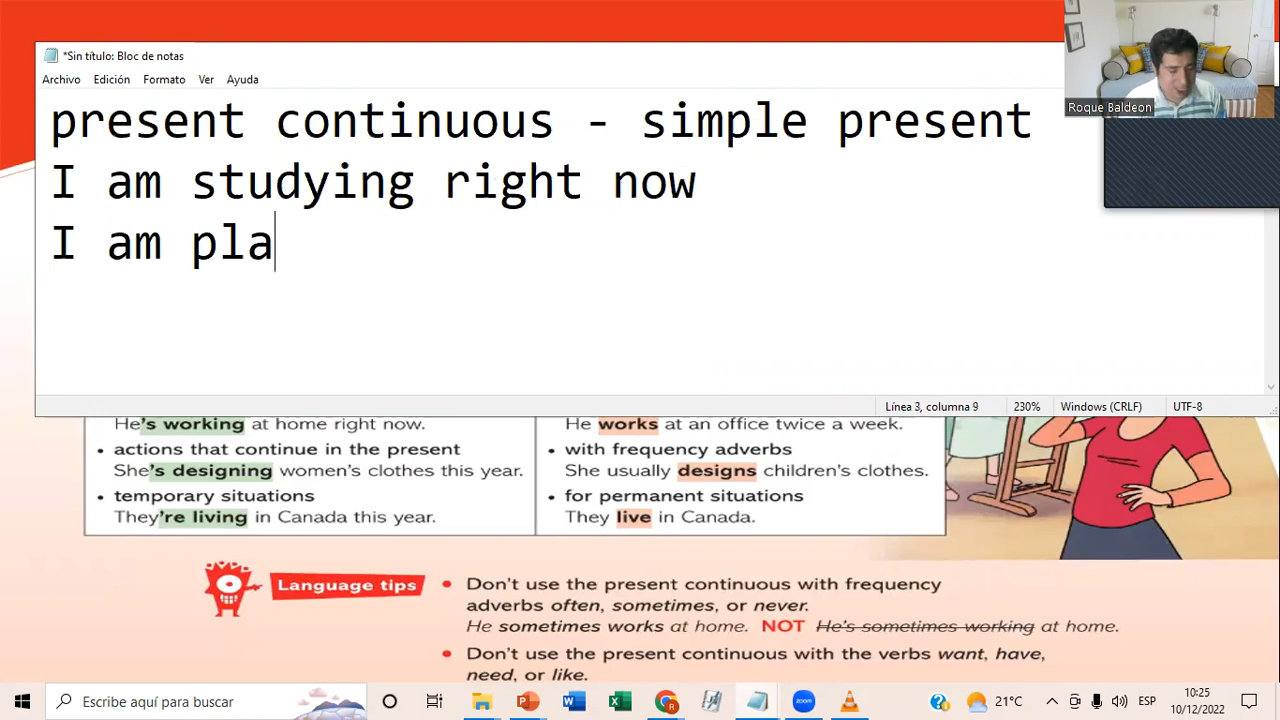 *Sin título: Bloc de notas
Archivo Edición Formato Ver Ayuda
present continuous - simple present
I am studying right now
I am pla
Línea 3, columna 9 230% Windows (CRLF) UTF-8
Roque Baldeon
He's working at home right now.
• actions that continue in the present
She's designing women's clothes this year.
• temporary situations
They're living in Canada this year.
He works at an office twice a week.
• with frequency adverbs
She usually designs children's clothes.
• for permanent situations
They live in Canada.
Language tips
• Don't use the present continuous with frequency
adverbs often, sometimes, or never.
He sometimes works at home. NOT He's sometimes working at home.
• Don't use the present continuous with the verbs want, have,
need, or like.
Escribe aquí para buscar
21°C
ESP
10:25
10/12/2022